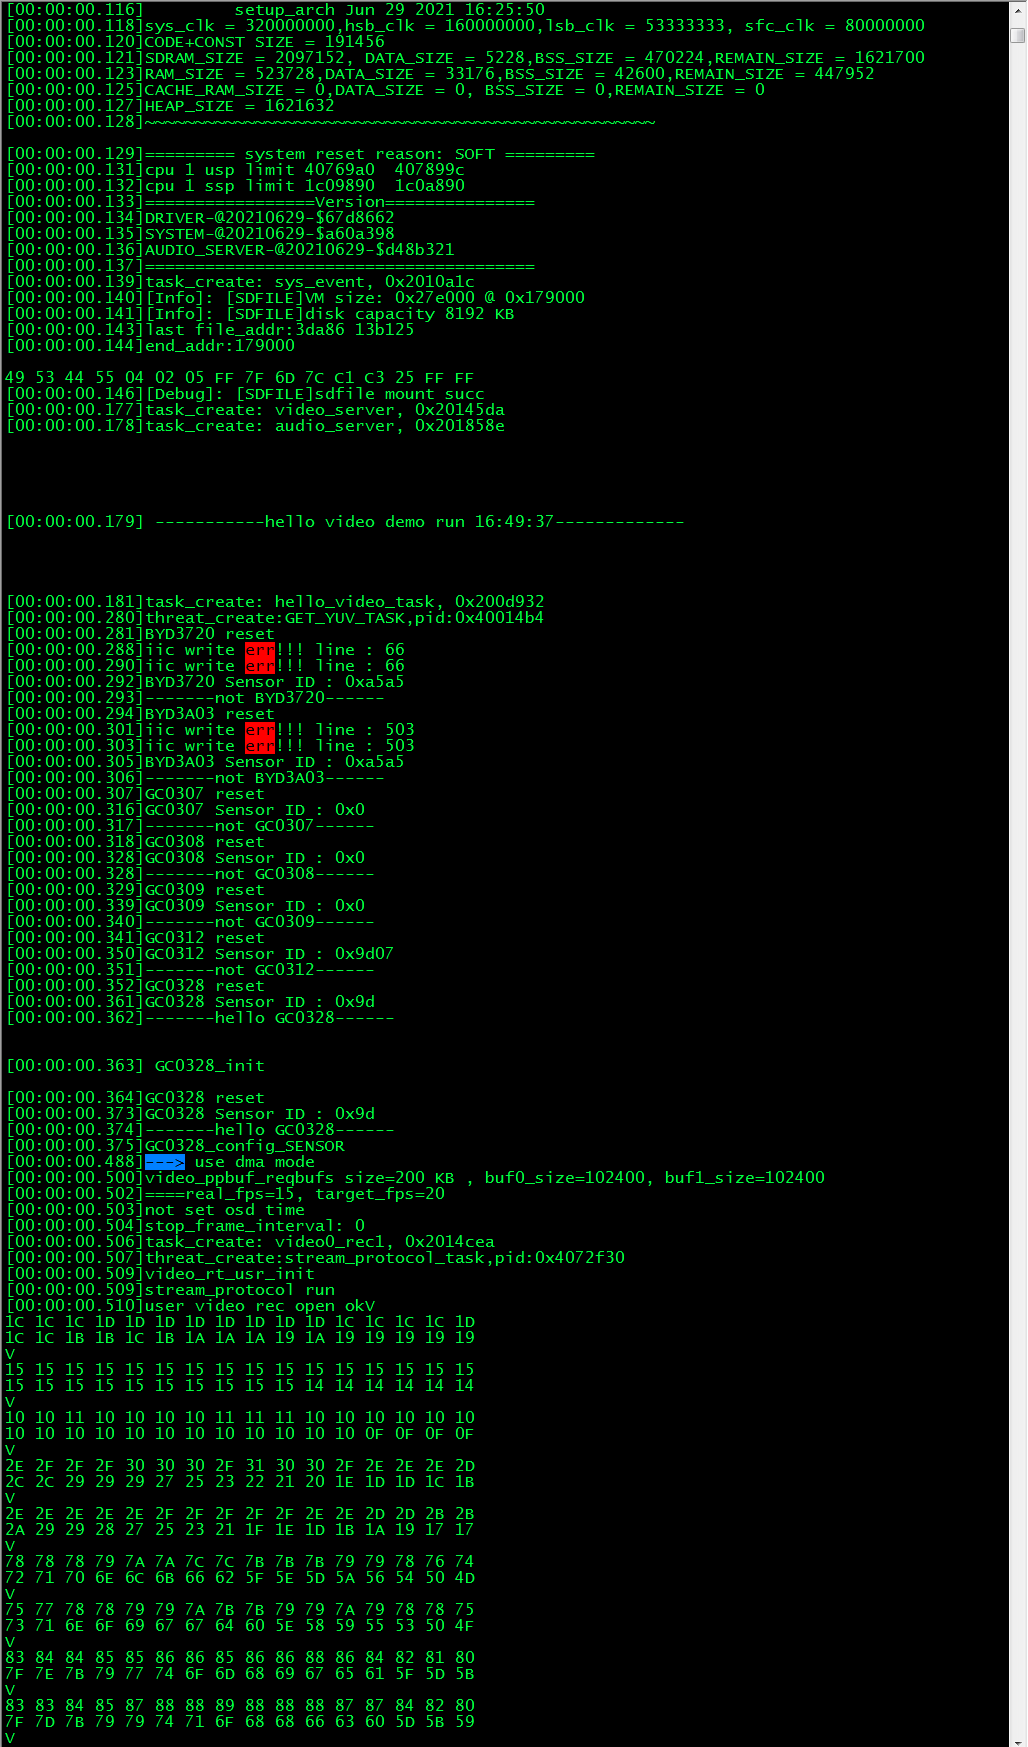 [00:00:00.116]         setup_arch Jun 29 2021 16:25:50
[00:00:00.118]sys_clk = 320000000,hsb_clk = 160000000,lsb_clk = 53333333, sfc_clk = 80000000
[00:00:00.120]CODE+CONST SIZE = 191456
[00:00:00.121]SDRAM_SIZE = 2097152, DATA_SIZE = 5228,BSS_SIZE = 470224,REMAIN_SIZE = 1621700
[00:00:00.123]RAM_SIZE = 523728,DATA_SIZE = 33176,BSS_SIZE = 42600,REMAIN_SIZE = 447952
[00:00:00.125]CACHE_RAM_SIZE = 0,DATA_SIZE = 0, BSS_SIZE = 0,REMAIN_SIZE = 0
[00:00:00.127]HEAP_SIZE = 1621632
[00:00:00.128]~~~~~~~~~~~~~~~~~~~~~~~~~~~~~~~~~~~~~~~~~~~~~~~~~~~
[00:00:00.129]========= system reset reason: SOFT =========
[00:00:00.131]cpu 1 usp limit 40769a0  407899c
[00:00:00.132]cpu 1 ssp limit 1c09890  1c0a890
[00:00:00.133]=================Version===============
[00:00:00.134]DRIVER-@20210629-$67d8662
[00:00:00.135]SYSTEM-@20210629-$a60a398
[00:00:00.136]AUDIO_SERVER-@20210629-$d48b321
[00:00:00.137]=======================================
[00:00:00.139]task_create: sys_event, 0x2010a1c
[00:00:00.140][Info]: [SDFILE]VM size: 0x27e000 @ 0x179000
[00:00:00.141][Info]: [SDFILE]disk capacity 8192 KB
[00:00:00.143]last file_addr:3da86 13b125
[00:00:00.144]end_addr:179000
49 53 44 55 04 02 05 FF 7F 6D 7C C1 C3 25 FF FF
[00:00:00.146][Debug]: [SDFILE]sdfile mount succ
[00:00:00.177]task_create: video_server, 0x20145da
[00:00:00.178]task_create: audio_server, 0x201858e
[00:00:00.179] -----------hello video demo run 16:49:37-------------
[00:00:00.181]task_create: hello_video_task, 0x200d932
[00:00:00.280]threat_create:GET_YUV_TASK,pid:0x40014b4
[00:00:00.281]BYD3720 reset
[00:00:00.288]iic write err!!! line : 66
[00:00:00.290]iic write err!!! line : 66
[00:00:00.292]BYD3720 Sensor ID : 0xa5a5
[00:00:00.293]-------not BYD3720------
[00:00:00.294]BYD3A03 reset
[00:00:00.301]iic write err!!! line : 503
[00:00:00.303]iic write err!!! line : 503
[00:00:00.305]BYD3A03 Sensor ID : 0xa5a5
[00:00:00.306]-------not BYD3A03------
[00:00:00.307]GC0307 reset
[00:00:00.316]GC0307 Sensor ID : 0x0
[00:00:00.317]-------not GC0307------
[00:00:00.318]GC0308 reset
[00:00:00.328]GC0308 Sensor ID : 0x0
[00:00:00.328]-------not GC0308------
[00:00:00.329]GC0309 reset
[00:00:00.339]GC0309 Sensor ID : 0x0
[00:00:00.340]-------not GC0309------
[00:00:00.341]GC0312 reset
[00:00:00.350]GC0312 Sensor ID : 0x9d07
[00:00:00.351]-------not GC0312------
[00:00:00.352]GC0328 reset
[00:00:00.361]GC0328 Sensor ID : 0x9d
[00:00:00.362]-------hello GC0328------
[00:00:00.363] GC0328_init
[00:00:00.364]GC0328 reset
[00:00:00.373]GC0328 Sensor ID : 0x9d
[00:00:00.374]-------hello GC0328------
[00:00:00.375]GC0328_config_SENSOR
[00:00:00.488]---> use dma mode
[00:00:00.500]video_ppbuf_reqbufs size=200 KB , buf0_size=102400, buf1_size=102400
[00:00:00.502]====real_fps=15, target_fps=20
[00:00:00.503]not set osd time
[00:00:00.504]stop_frame_interval: 0
[00:00:00.506]task_create: video0_rec1, 0x2014cea
[00:00:00.507]threat_create:stream_protocol_task,pid:0x4072f30
[00:00:00.509]video_rt_usr_init
[00:00:00.509]stream_protocol run
[00:00:00.510]user video rec open okV
1C 1C 1C 1D 1D 1D 1D 1D 1D 1D 1D 1C 1C 1C 1C 1D
1C 1C 1B 1B 1C 1B 1A 1A 1A 19 1A 19 19 19 19 19
V
15 15 15 15 15 15 15 15 15 15 15 15 15 15 15 15
15 15 15 15 15 15 15 15 15 15 14 14 14 14 14 14
V
10 10 11 10 10 10 10 11 11 11 10 10 10 10 10 10
10 10 10 10 10 10 10 10 10 10 10 10 0F 0F 0F 0F
V
2E 2F 2F 2F 30 30 30 2F 31 30 30 2F 2E 2E 2E 2D
2C 2C 29 29 29 27 25 23 22 21 20 1E 1D 1D 1C 1B
V
2E 2E 2E 2E 2E 2F 2F 2F 2F 2F 2E 2E 2D 2D 2B 2B
2A 29 29 28 27 25 23 21 1F 1E 1D 1B 1A 19 17 17
V
78 78 78 79 7A 7A 7C 7C 7B 7B 7B 79 79 78 76 74
72 71 70 6E 6C 6B 66 62 5F 5E 5D 5A 56 54 50 4D
V
75 77 78 78 79 79 7A 7B 7B 79 79 7A 79 78 78 75
73 71 6E 6F 69 67 67 64 60 5E 58 59 55 53 50 4F
V
83 84 84 85 85 86 86 85 86 86 88 86 84 82 81 80
7F 7E 7B 79 77 74 6F 6D 68 69 67 65 61 5F 5D 5B
V
83 83 84 85 87 88 88 89 88 88 88 87 87 84 82 80
7F 7D 7B 79 79 74 71 6F 68 68 66 63 60 5D 5B 59
V